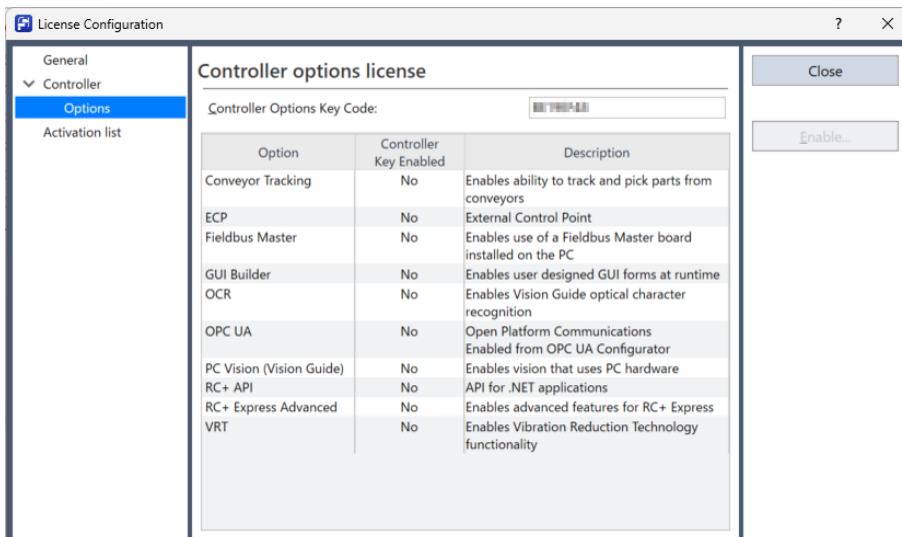 License Configuration
?
General
Controller
Options
Activation list
Controller options license
Controller Options Key Code:
Option
Controller
Key Enabled
Description
Conveyor Tracking No Enables ability to track and pick parts from
conveyors
ECP No External Control Point
Fieldbus Master No Enables use of a Fieldbus Master board
installed on the PC
GUI Builder No Enables user designed GUI forms at runtime
OCR No Enables Vision Guide optical character
recognition
OPC UA No Open Platform Communications
Enabled from OPC UA Configurator
PC Vision (Vision Guide) No Enables vision that uses PC hardware
RC+ API No API for .NET applications
RC+ Express Advanced No Enables advanced features for RC+ Express
VRT No Enables Vibration Reduction Technology
functionality
Close
Enable...